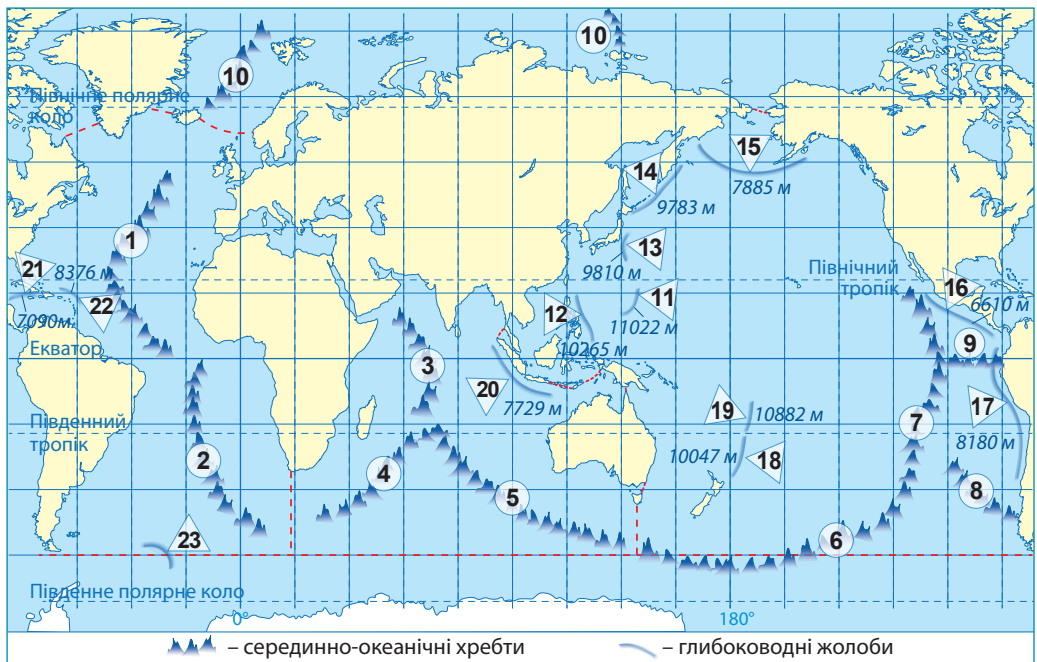 10
10
Північне полярне
коло
15
7885 м
14
9783 м
1
13
9810 м
21
8376 м
22
7090м
Північний
тропік
16
6610 м
11
11022 м
12
10265 м
Екватор
9
3
20
7729 м
17
8180 м
19
10882 м
7
Південний
тропік
2
4
10047 м
18
5
8
23
6
Південне полярне коло
0°
180°
– серединно-океанічні хребти
– глибоководні жолоби